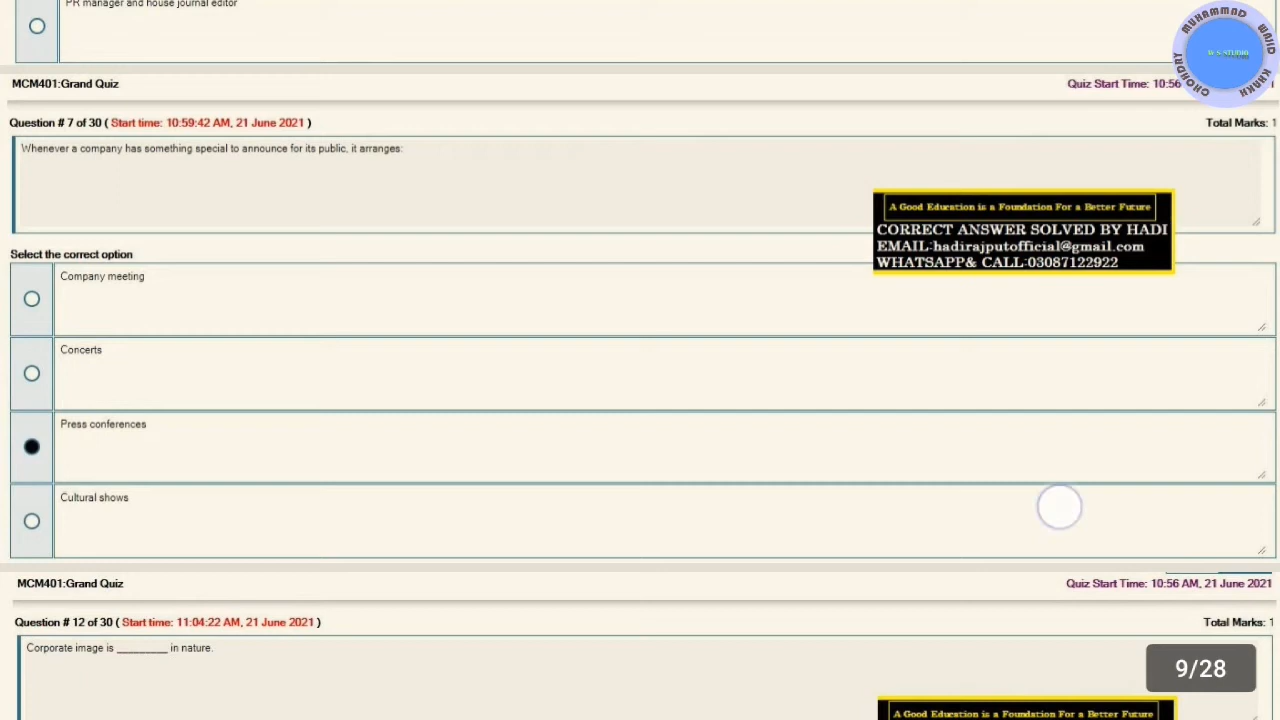 PR manager and house journal editor
MUHAMMAD WAJID
W S STUDIO
CHOHDRY
MCM401:Grand Quiz
Quiz Start Time: 10:56
Question # 7 of 30 ( Start time: 10:59:42 AM, 21 June 2021 )
Total Marks: 1
Whenever a company has something special to announce for its public, it arranges:
A Good Education is a Foundation For a Better Future
CORRECT ANSWER SOLVED BY HADI
EMAIL:hadirajputofficial@gmail.com
WHATSAPP& CALL:03087122922
Select the correct option
Company meeting
Concerts
Press conferences
Cultural shows
MCM401:Grand Quiz
Quiz Start Time: 10:56 AM, 21 June 2021
Question # 12 of 30 ( Start time: 11:04:22 AM, 21 June 2021 )
Total Marks: 1
Corporate image is _________ in nature.
9/28
A Good Education is a Foundation For a Better Future